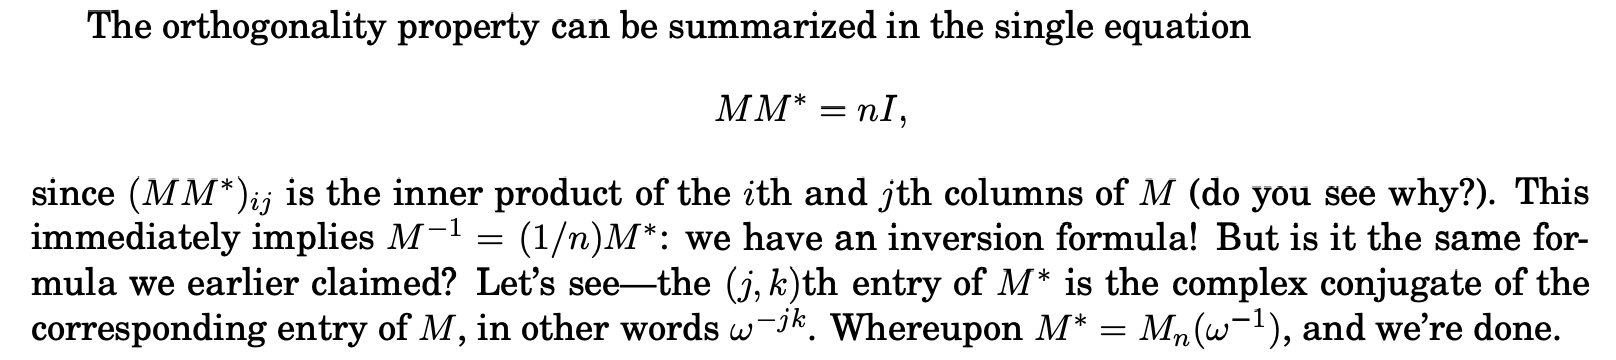 The orthogonality property can be summarized in the single equation
MM* = nI,
since (MM*)ij is the inner product of the ith and jth columns of M (do you see why?). This
immediately implies M−1 = (1/n)M*: we have an inversion formula! But is it the same for-
mula we earlier claimed? Let's see—the (j, k)th entry of M* is the complex conjugate of the
corresponding entry of M, in other words ω−jk. Whereupon M* = Mn(ω−1), and we're done.